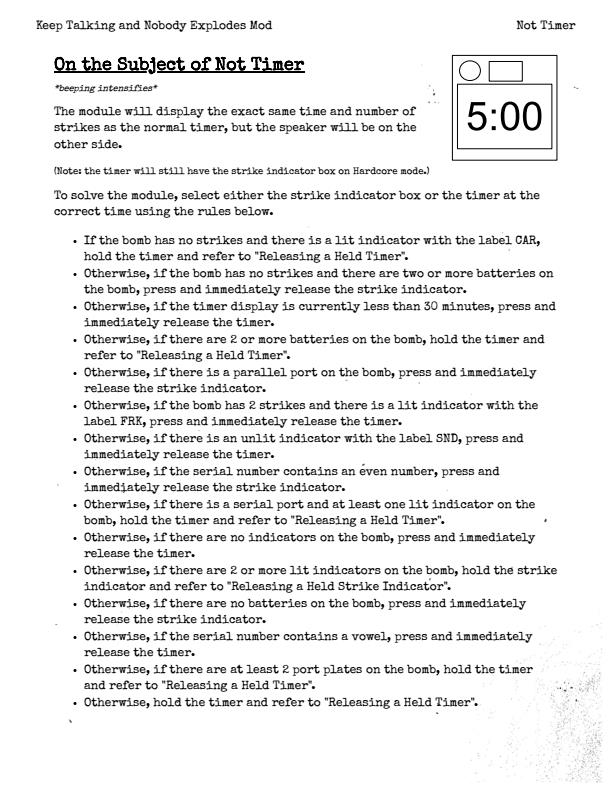 Keep Talking and Nobody Explodes Mod Not Timer
On the Subject of Not Timer
*beeping intensifies*
5:00
The module will display the exact same time and number of
strikes as the normal timer, but the speaker will be on the
other side.
(Note: the timer will still have the strike indicator box on Hardcore mode.)
To solve the module, select either the strike indicator box or the timer at the
correct time using the rules below.
• If the bomb has no strikes and there is a lit indicator with the label CAR,
hold the timer and refer to "Releasing a Held Timer".
• Otherwise, if the bomb has no strikes and there are two or more batteries on
the bomb, press and immediately release the strike indicator.
• Otherwise, if the timer display is currently less than 30 minutes, press and
immediately release the timer.
• Otherwise, if there are 2 or more batteries on the bomb, hold the timer and
refer to "Releasing a Held Timer".
• Otherwise, if there is a parallel port on the bomb, press and immediately
release the strike indicator.
• Otherwise, if the bomb has 2 strikes and there is a lit indicator with the
label FRK, press and immediately release the timer.
• Otherwise, if there is an unlit indicator with the label SND, press and
immediately release the timer.
• Otherwise, if the serial number contains an even number, press and
immediately release the strike indicator.
• Otherwise, if there is a serial port and at least one lit indicator on the
bomb, hold the timer and refer to "Releasing a Held Timer".
• Otherwise, if there are no indicators on the bomb, press and immediately
release the timer.
• Otherwise, if there are 2 or more lit indicators on the bomb, hold the strike
indicator and refer to "Releasing a Held Strike Indicator".
• Otherwise, if there are no batteries on the bomb, press and immediately
release the strike indicator.
• Otherwise, if the serial number contains a vowel, press and immediately
release the timer.
• Otherwise, if there are at least 2 port plates on the bomb, hold the timer
and refer to "Releasing a Held Timer".
• Otherwise, hold the timer and refer to "Releasing a Held Timer".